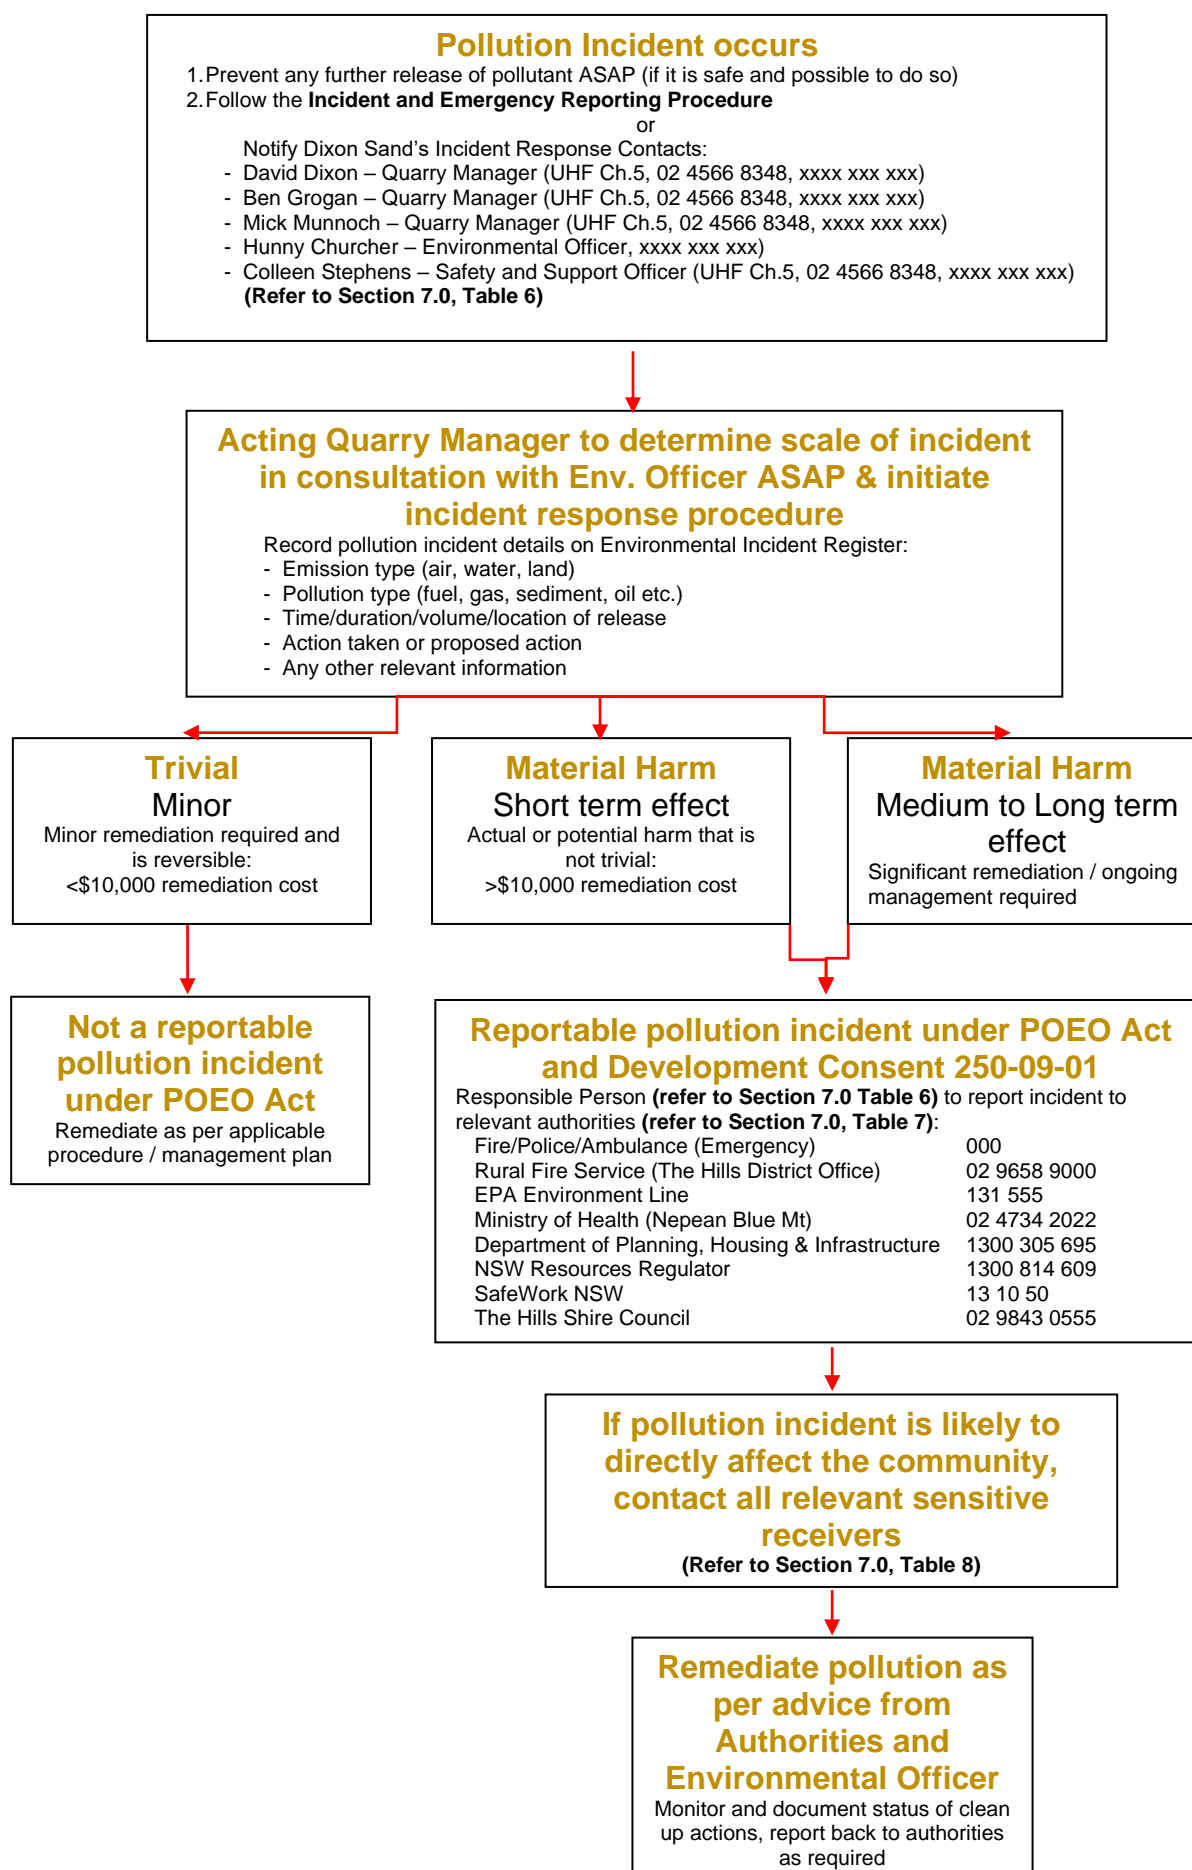 Pollution Incident occurs
1. Prevent any further release of pollutant ASAP (if it is safe and possible to do so)
2. Follow the Incident and Emergency Reporting Procedure
or
Notify Dixon Sand's Incident Response Contacts:
- David Dixon – Quarry Manager (UHF Ch.5, 02 4566 8348, xxxx xxx xxx)
- Ben Grogan – Quarry Manager (UHF Ch.5, 02 4566 8348, xxxx xxx xxx)
- Mick Munnoch – Quarry Manager (UHF Ch.5, 02 4566 8348, xxxx xxx xxx)
- Hunny Churcher – Environmental Officer, xxxx xxx xxx)
- Colleen Stephens – Safety and Support Officer (UHF Ch.5, 02 4566 8348, xxxx xxx xxx)
(Refer to Section 7.0, Table 6)
Acting Quarry Manager to determine scale of incident
in consultation with Env. Officer ASAP & initiate
incident response procedure
Record pollution incident details on Environmental Incident Register:
- Emission type (air, water, land)
- Pollution type (fuel, gas, sediment, oil etc.)
- Time/duration/volume/location of release
- Action taken or proposed action
- Any other relevant information
Trivial
Minor
Minor remediation required and
is reversible:
<$10,000 remediation cost
Material Harm
Short term effect
Actual or potential harm that is
not trivial:
>$10,000 remediation cost
Material Harm
Medium to Long term
effect
Significant remediation / ongoing
management required
Not a reportable
pollution incident
under POEO Act
Remediate as per applicable
procedure / management plan
Reportable pollution incident under POEO Act
and Development Consent 250-09-01
Responsible Person (refer to Section 7.0 Table 6) to report incident to
relevant authorities (refer to Section 7.0, Table 7):
Fire/Police/Ambulance (Emergency) 000
Rural Fire Service (The Hills District Office) 02 9658 9000
EPA Environment Line 131 555
Ministry of Health (Nepean Blue Mt) 02 4734 2022
Department of Planning, Housing & Infrastructure 1300 305 695
NSW Resources Regulator 1300 814 609
SafeWork NSW 13 10 50
The Hills Shire Council 02 9843 0555
If pollution incident is likely to
directly affect the community,
contact all relevant sensitive
receivers
(Refer to Section 7.0, Table 8)
Remediate pollution as
per advice from
Authorities and
Environmental Officer
Monitor and document status of clean
up actions, report back to authorities
as required